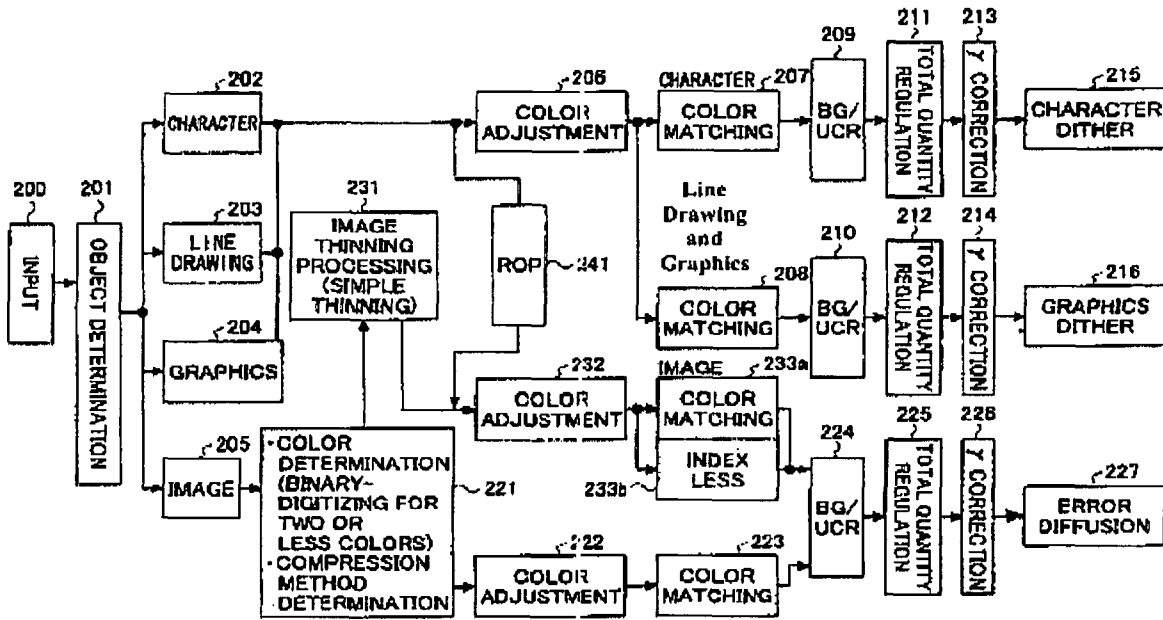 200
INPUT
201
OBJECT DETERMINATION
202
CHARACTER
203
LINE
DRAWING
204
GRAPHICS
205
IMAGE
231
IMAGE
THINNING
PROCESSING
(SIMPLE
THINNING)
ROP
241
221
・COLOR
DETERMINATION
(BINARY-
DIGITIZING FOR
TWO OR
LESS COLORS)
・COMPRESSION
METHOD
DETERMINATION
206
COLOR
ADJUSTMENT
CHARACTER
207
COLOR
MATCHING
209
BG/
UCR
211
TOTAL QUANTITY
REGULATION
213
γ CORRECTION
215
CHARACTER
DITHER
Line
Drawing
and
Graphics
208
COLOR
MATCHING
210
BG/
UCR
212
TOTAL QUANTITY
REGULATION
214
γ CORRECTION
216
GRAPHICS
DITHER
232
COLOR
ADJUSTMENT
IMAGE
233a
COLOR
MATCHING
INDEX
LESS
233b
222
COLOR
ADJUSTMENT
223
COLOR
MATCHING
224
BG/
UCR
225
TOTAL QUANTITY
REGULATION
226
γ CORRECTION
227
ERROR
DIFFUSION